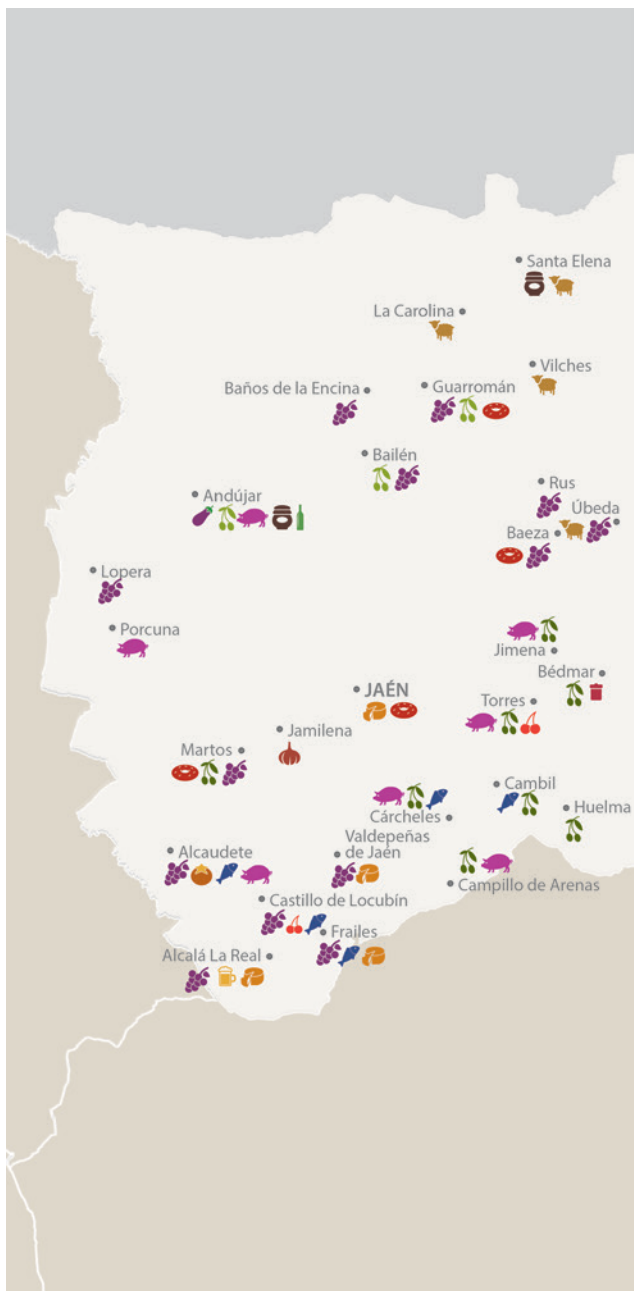 Santa Elena
La Carolina
Vilches
Baños de la Encina
Guarromán
Bailén
Rus
Andújar
Úbeda
Baeza
Lopera
Porcuna
Jimena
Bédmar
JAÉN
Torres
Jamilena
Martos
Cambil
Huelma
Cárcheles
Valdepeñas
de Jaén
Alcaudete
Campillo de Arenas
Castillo de Locubín
Frailes
Alcalá La Real